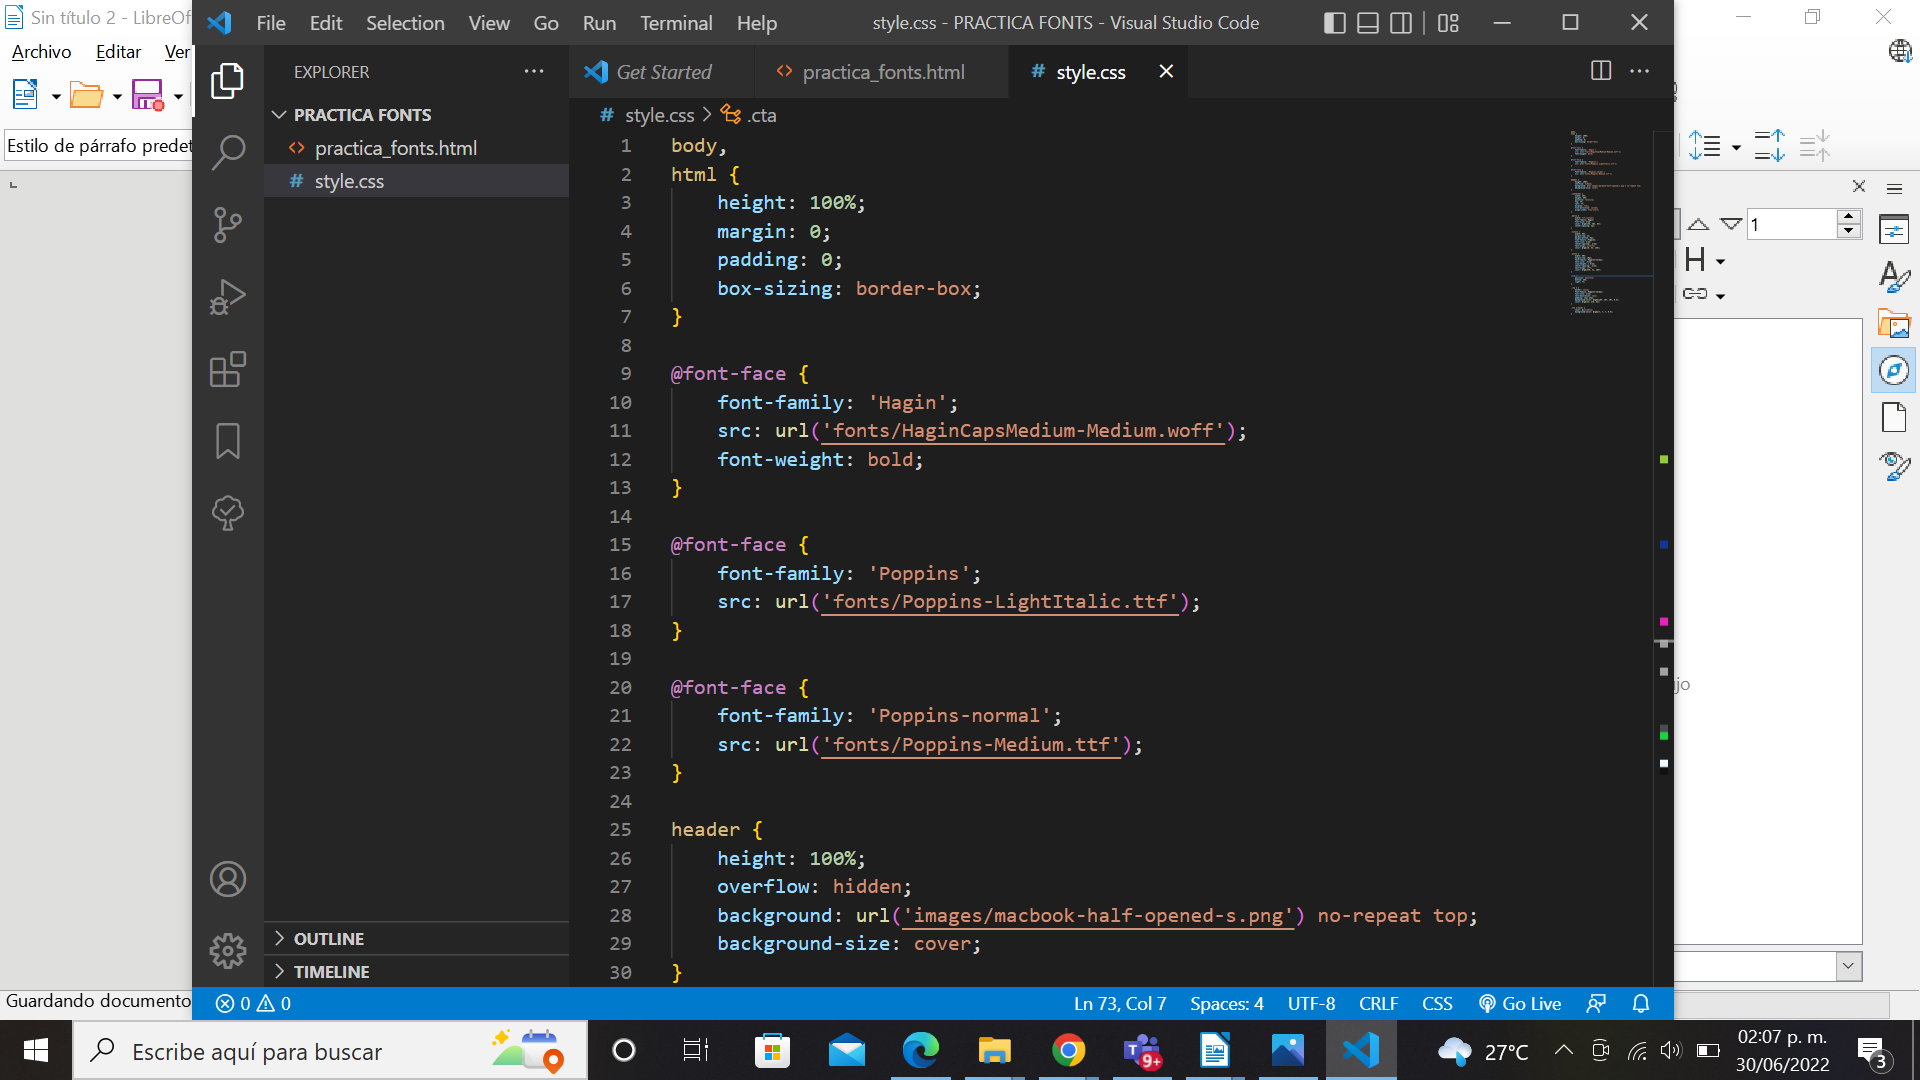 Sin título 2 - LibreOf
Archivo Editar Ver
Estilo de párrafo predet
Guardando documento
File Edit Selection View Go Run Terminal Help
style.css - PRACTICA FONTS - Visual Studio Code
EXPLORER
PRACTICA FONTS
<> practica_fonts.html
# style.css
OUTLINE
TIMELINE
Get Started
<> practica_fonts.html
# style.css
# style.css > .cta
1 body,
2 html {
3     height: 100%;
4     margin: 0;
5     padding: 0;
6     box-sizing: border-box;
7 }
8
9 @font-face {
10     font-family: 'Hagin';
11     src: url('fonts/HaginCapsMedium-Medium.woff');
12     font-weight: bold;
13 }
14
15 @font-face {
16     font-family: 'Poppins';
17     src: url('fonts/Poppins-LightItalic.ttf');
18 }
19
20 @font-face {
21     font-family: 'Poppins-normal';
22     src: url('fonts/Poppins-Medium.ttf');
23 }
24
25 header {
26     height: 100%;
27     overflow: hidden;
28     background: url('images/macbook-half-opened-s.png') no-repeat top;
29     background-size: cover;
30 }
0 0
Ln 73, Col 7 Spaces: 4 UTF-8 CRLF CSS Go Live
1
H
jo
Escribe aquí para buscar
9+
27°C
02:07 p. m.
30/06/2022
3